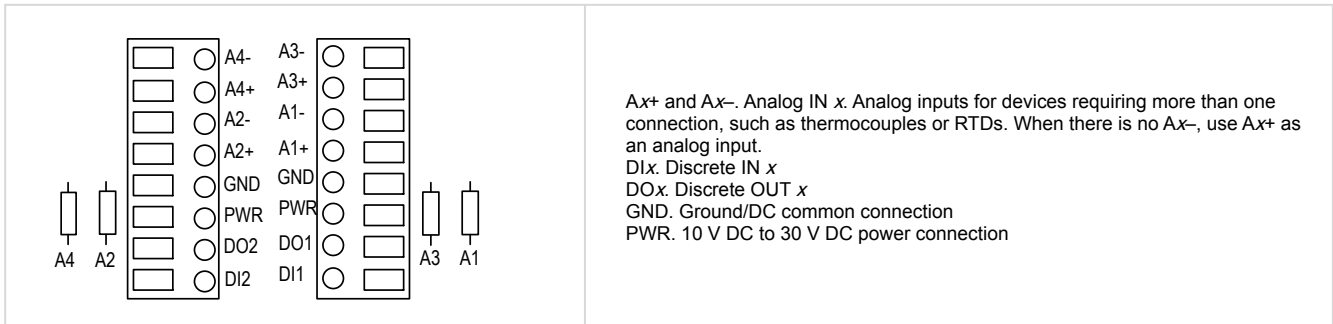 A4- A3-
A4+ A3+
A2- A1-
A2+ A1+
GND GND
PWR PWR
DO2 DO1
DI2 DI1
A4 A2 A3 A1
Ax+ and Ax–. Analog IN x. Analog inputs for devices requiring more than one
connection, such as thermocouples or RTDs. When there is no Ax–, use Ax+ as
an analog input.
DIx. Discrete IN x
DOx. Discrete OUT x
GND. Ground/DC common connection
PWR. 10 V DC to 30 V DC power connection